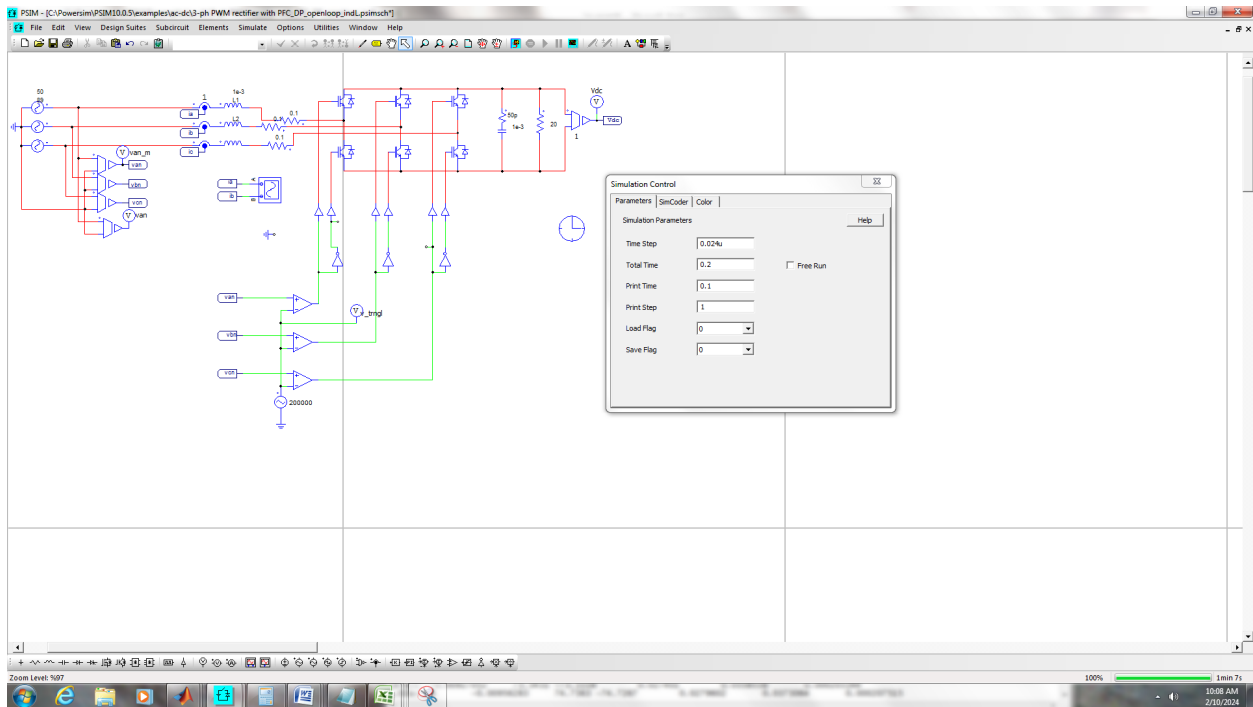 PSIM - [C:\Powersim\PSIM10.0.5\examples\ac-dc\3-ph PWM rectifier with PFC_DP_openloop_indL.psimsch*]
File Edit View Design Suites Subcircuit Elements Simulate Options Utilities Window Help
50
1
1e-3
L1
ia
0.1
L2
0.1
ib
0.1
ic
van_m
van
vbn
vcn
van
ia
ib
A
B
50p
1e-3
20
Vdc
Vdc
1
van
v_trngl
vbn
vcn
200000
Simulation Control
Parameters SimCoder Color
Simulation Parameters
Help
Time Step 0.024u
Total Time 0.2
Free Run
Print Time 0.1
Print Step 1
Load Flag 0
Save Flag 0
Zoom Level: %97
100%
1min 7s
10:08 AM
2/10/2024